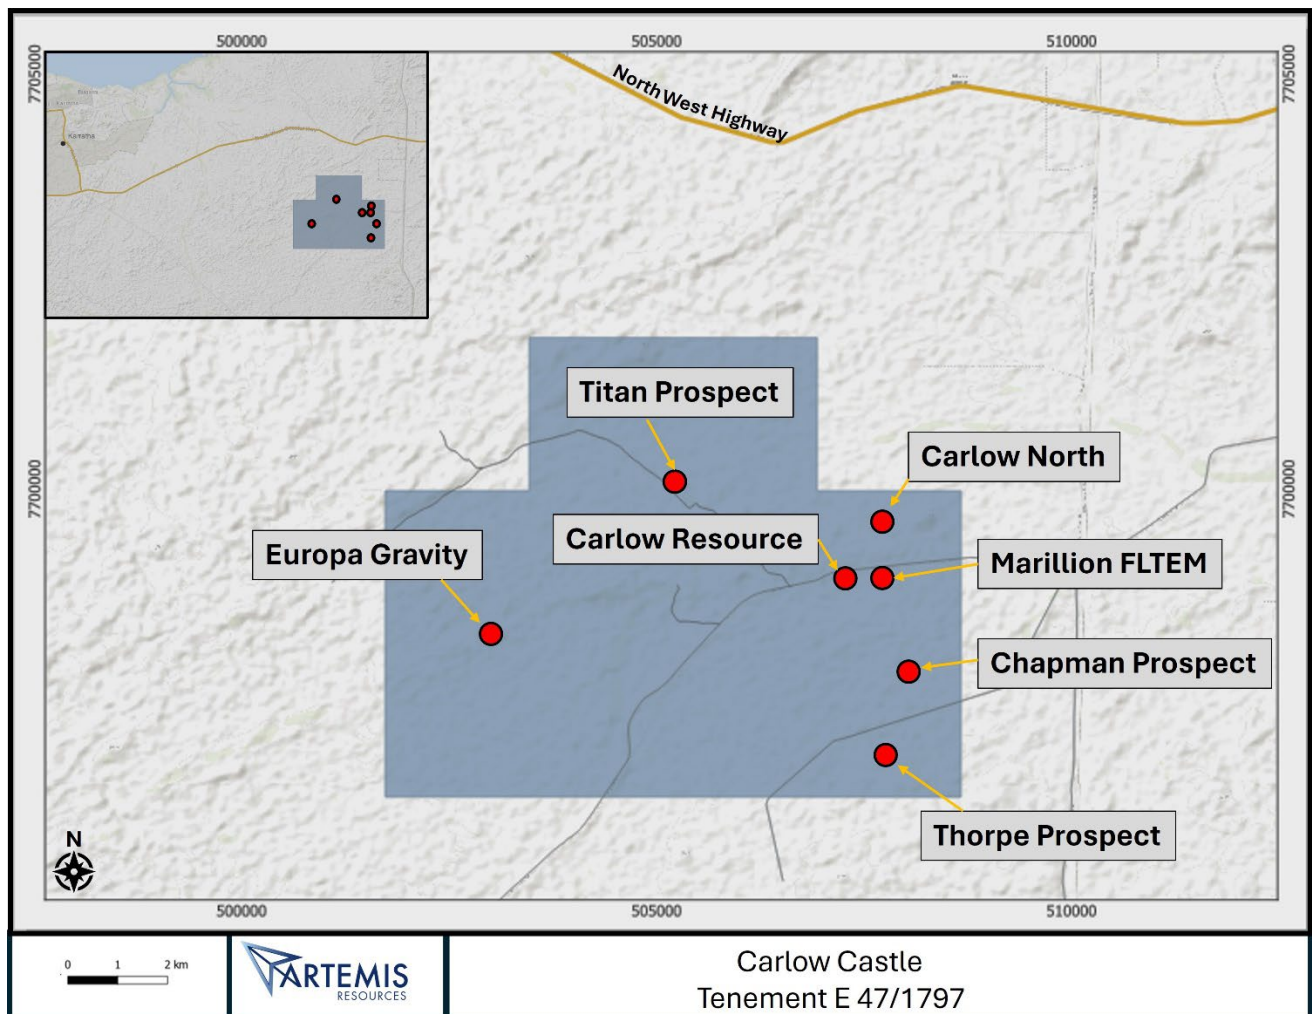 500000
505000
510000
7705000
7705000
North West Highway
Karratha
Titan Prospect
Carlow North
7700000
7700000
Carlow Resource
Europa Gravity
Marillion FLTEM
Chapman Prospect
Thorpe Prospect
N
500000
505000
510000
0 1 2 km
ARTEMIS
RESOURCES
Carlow Castle
Tenement E 47/1797